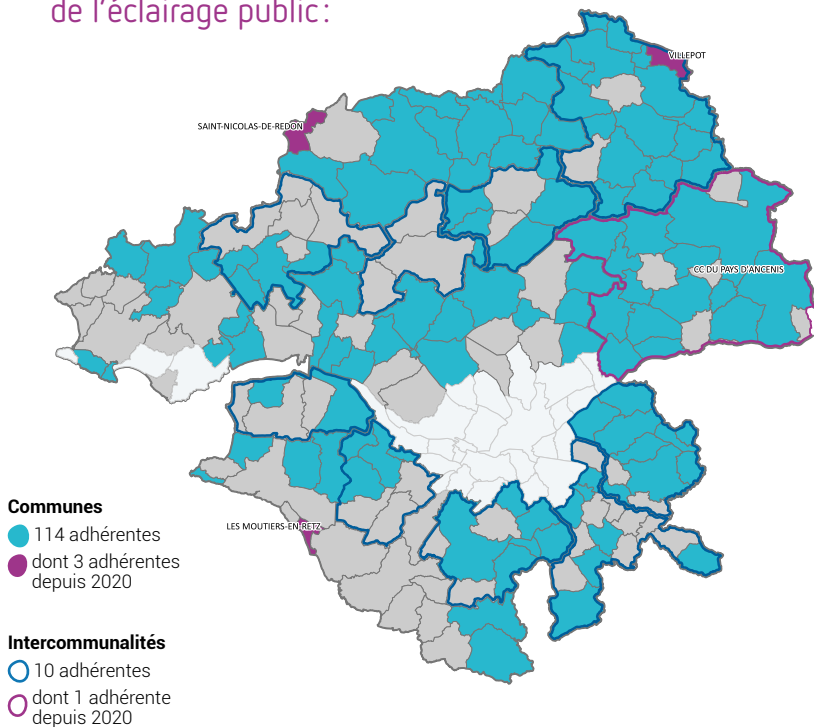 de l'éclairage public :
VILLEPOT
SAINT-NICOLAS-DE-REDON
CC DU PAYS D'ANCENIS
LES MOUTIERS-EN-RETZ
Communes
114 adhérentes
dont 3 adhérentes
depuis 2020
Intercommunalités
10 adhérentes
dont 1 adhérente
depuis 2020